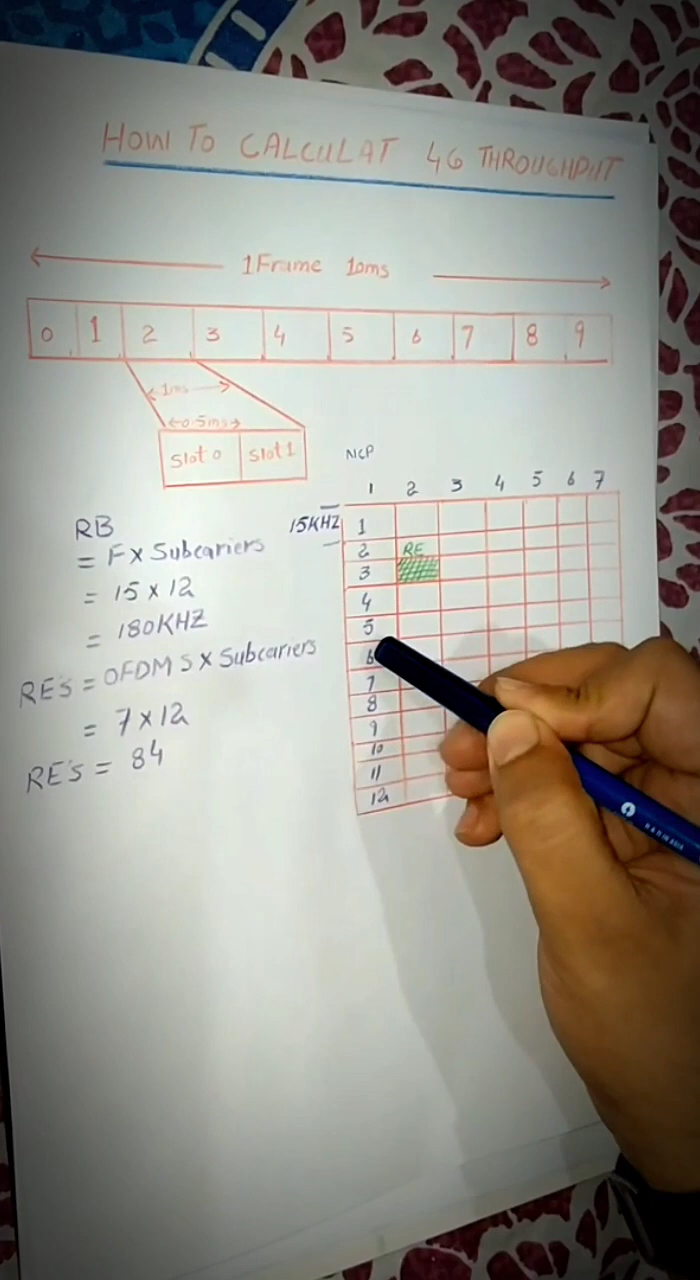 HOW TO CALCULAT 4G THROUGHPUT
1 Frame 10ms
0 1 2 3 4 5 6 7 8 9
1ms
0.5ms
Slot 0 Slot 1
NCP
1 2 3 4 5 6 7
15KHZ
1
2 RE
3
4
5
6
7
8
9
10
11
12
RB
= F x Subcariers
= 15 x 12
= 180KHZ
RE'S = OFDM S x Subcariers
= 7 x 12
RE'S = 84